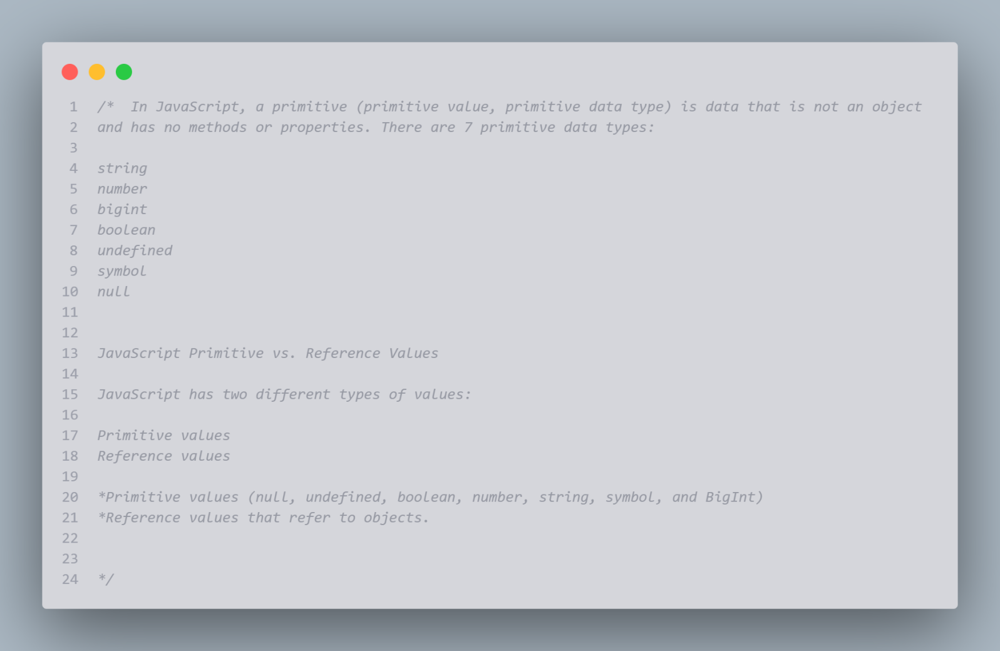 1 /*  In JavaScript, a primitive (primitive value, primitive data type) is data that is not an object
2 and has no methods or properties. There are 7 primitive data types:
3
4 string
5 number
6 bigint
7 boolean
8 undefined
9 symbol
10 null
11
12
13 JavaScript Primitive vs. Reference Values
14
15 JavaScript has two different types of values:
16
17 Primitive values
18 Reference values
19
20 *Primitive values (null, undefined, boolean, number, string, symbol, and BigInt)
21 *Reference values that refer to objects.
22
23
24 */